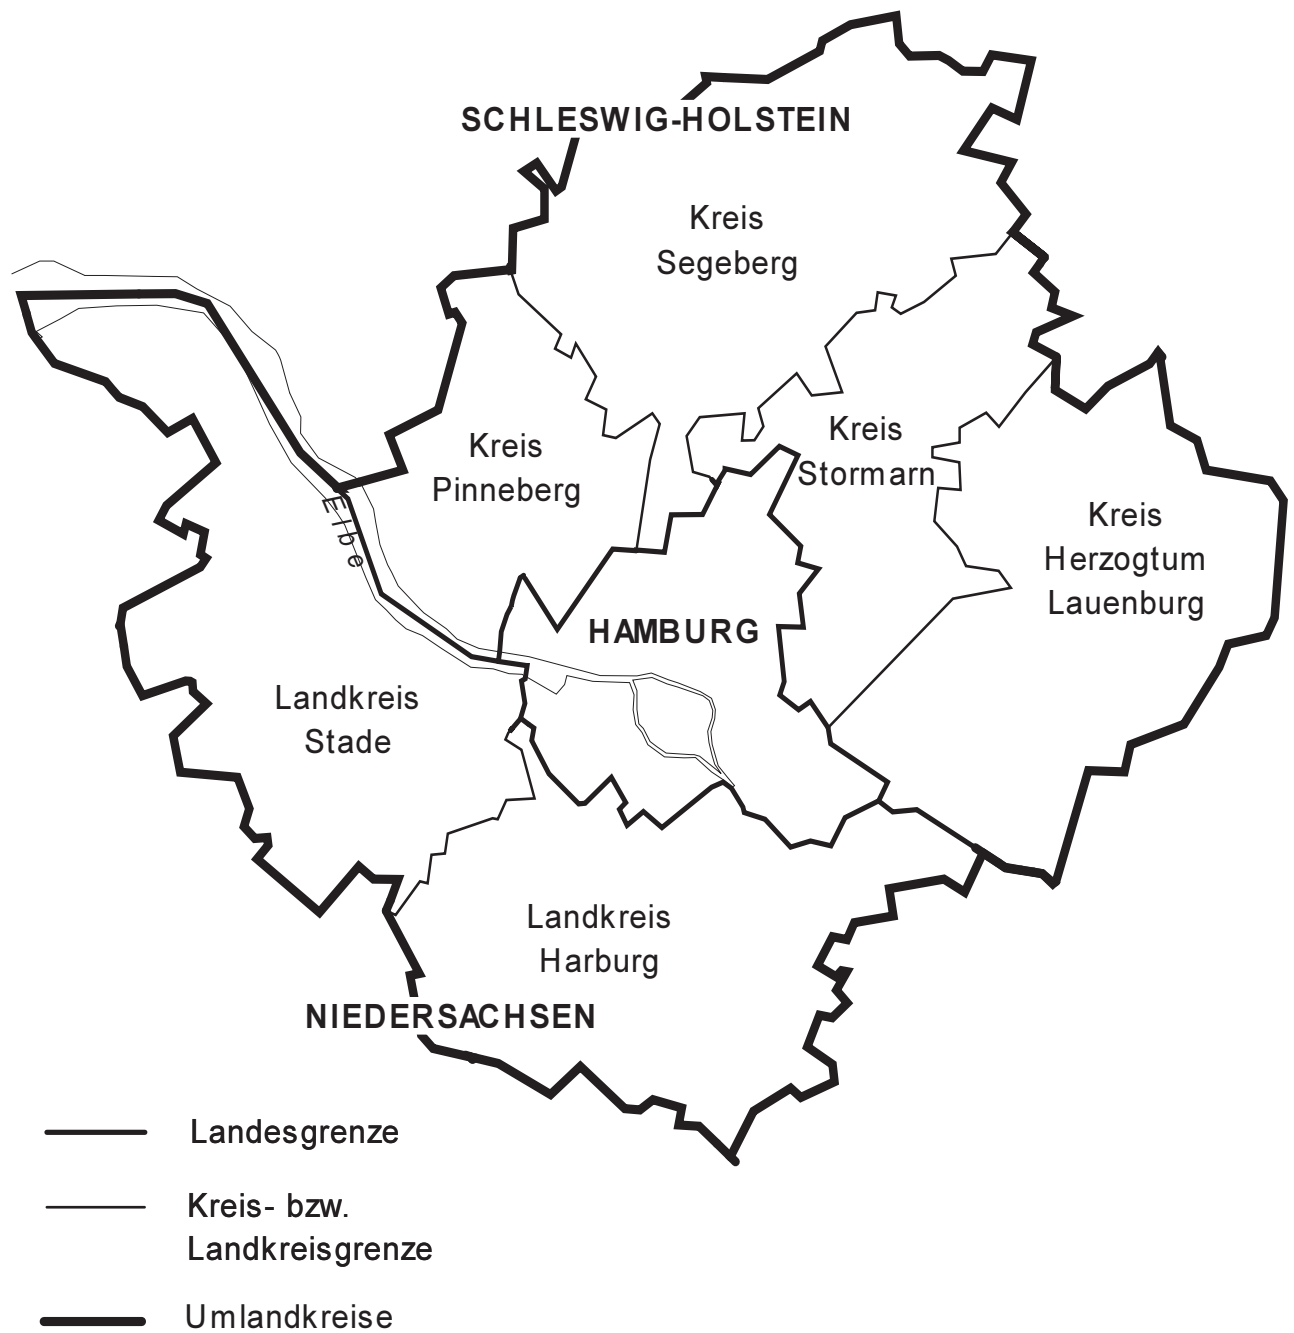 SCHLESWIG-HOLSTEIN
Kreis
Segeberg
Kreis
Pinneberg
Kreis
Stormarn
Kreis
Herzogtum
Lauenburg
Elbe
HAMBURG
Landkreis
Stade
Landkreis
Harburg
NIEDERSACHSEN
Landesgrenze
Kreis- bzw.
Landkreisgrenze
Umlandkreise